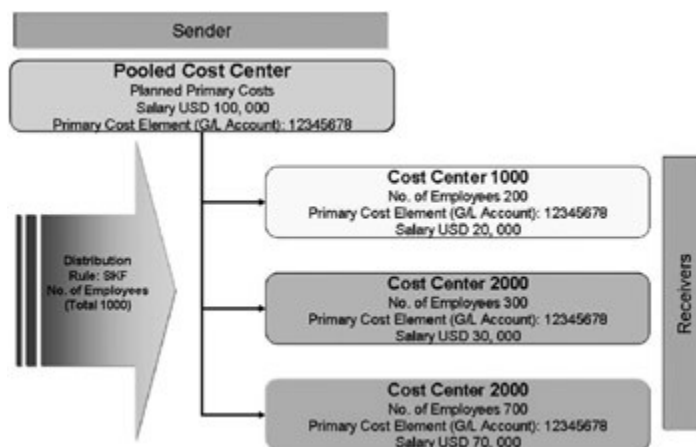 Sender
Pooled Cost Center
Planned Primary Costs
Salary USD 100, 000
Primary Cost Element (G/L Account): 12345678
Cost Center 1000
No. of Employees 200
Primary Cost Element (G/L Account): 12345678
Salary USD 20, 000
Distribution
Rule: SKF
No. of Employees
(Total 1000)
Cost Center 2000
No. of Employees 300
Primary Cost Element (G/L Account): 12345678
Salary USD 30, 000
Cost Center 2000
No. of Employees 700
Primary Cost Element (G/L Account): 12345678
Salary USD 70, 000
Receivers